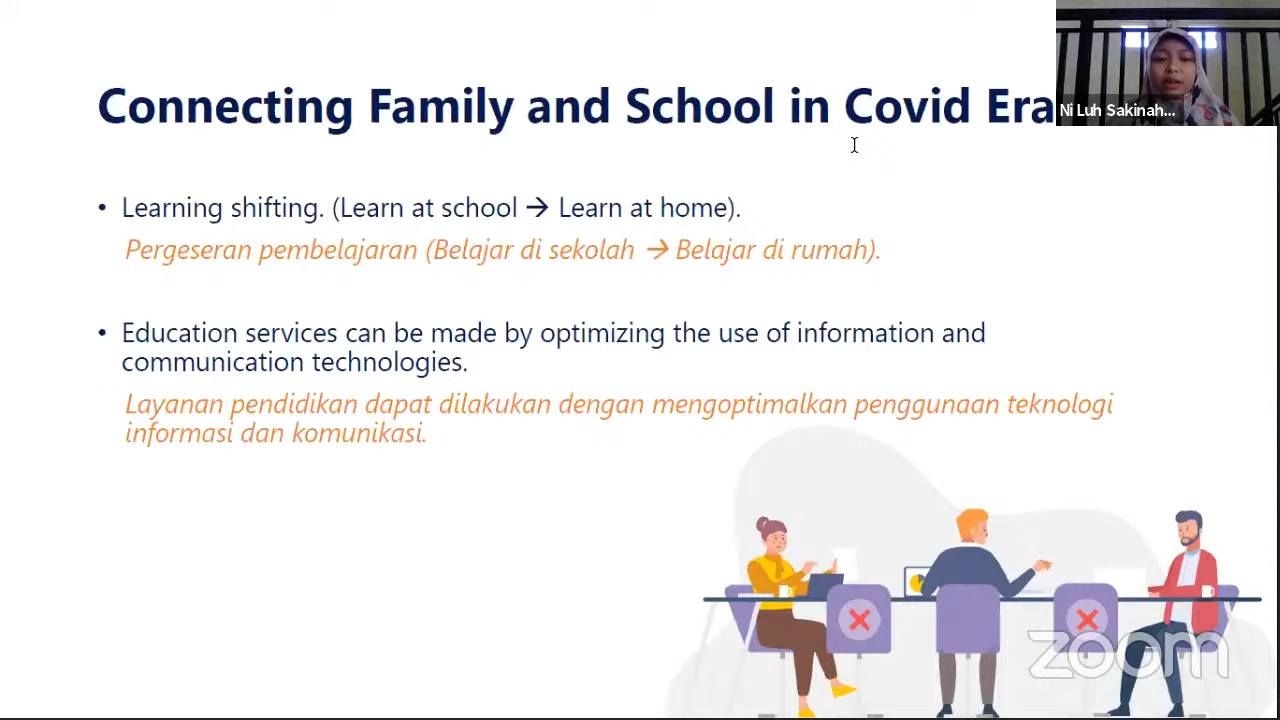 Connecting Family and School in Covid Era
Ni Luh Sakinah...
• Learning shifting. (Learn at school → Learn at home).
Pergeseran pembelajaran (Belajar di sekolah → Belajar di rumah).
• Education services can be made by optimizing the use of information and
communication technologies.
Layanan pendidikan dapat dilakukan dengan mengoptimalkan penggunaan teknologi
informasi dan komunikasi.
zoom